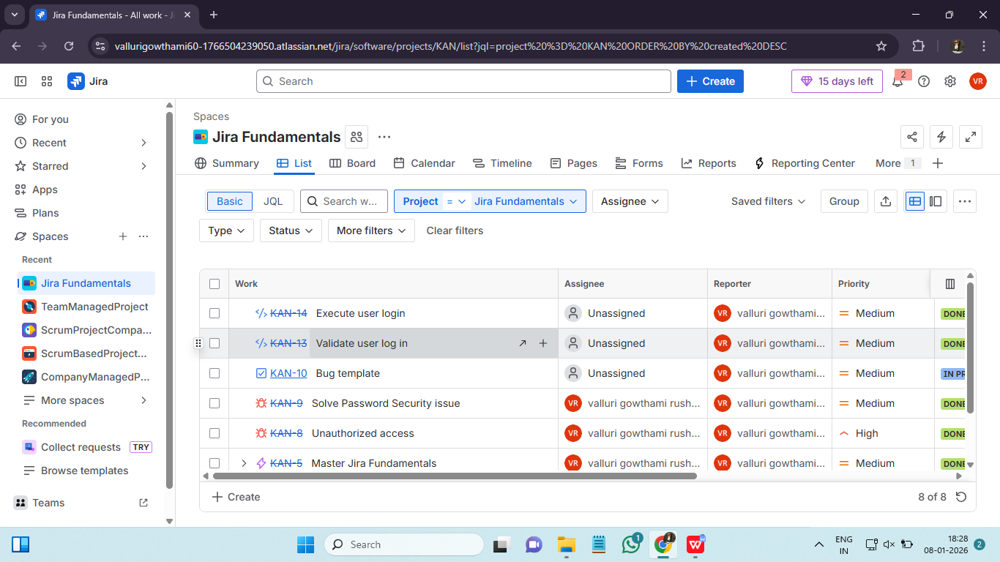 Jira Fundamentals - All work - Ji
vallurigowthami60-1766504239050.atlassian.net/jira/software/projects/KAN/list?jql=project%20%3D%20KAN%20ORDER%20BY%20created%20DESC
Jira
Search
Create
15 days left
2
VR
For you
Recent
Starred
Apps
Plans
Spaces
Recent
Jira Fundamentals
TeamManagedProject
ScrumProjectCompa...
ScrumBasedProject...
CompanyManagedP...
More spaces
Recommended
Collect requests TRY
Browse templates
Teams
Spaces
Jira Fundamentals
Summary List Board Calendar Timeline Pages Forms Reports Reporting Center More 1
Basic JQL Search w... Project = Jira Fundamentals Assignee Saved filters Group
Type Status More filters Clear filters
Work Assignee Reporter Priority
KAN-14 Execute user login Unassigned VR valluri gowthami... Medium DONE
KAN-13 Validate user log in Unassigned VR valluri gowthami... Medium DONE
KAN-10 Bug template Unassigned VR valluri gowthami... Medium IN PR
KAN-9 Solve Password Security issue VR valluri gowthami rush... VR valluri gowthami... Medium DONE
KAN-8 Unauthorized access VR valluri gowthami rush... VR valluri gowthami... High DONE
KAN-5 Master Jira Fundamentals VR valluri gowthami rush... VR valluri gowthami... Medium DONE
Create 8 of 8
Search
1
ENG
IN
18:28
08-01-2026
2